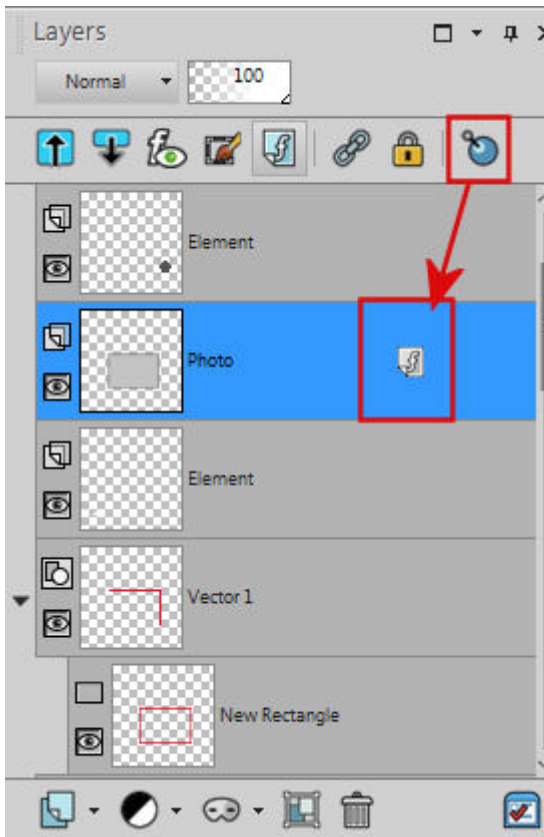 Layers
Normal
100
Element
Photo
Element
Vector 1
New Rectangle